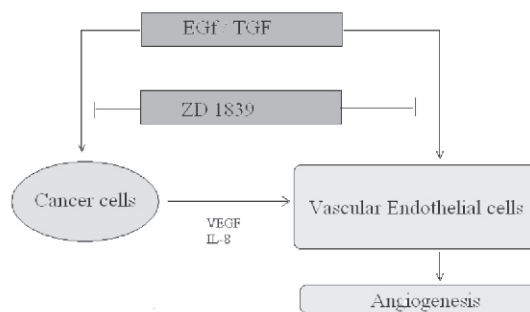 EGf / TGF
ZD 1839
Cancer cells
VEGF
IL-8
Vascular Endothelial cells
Angiogenesis